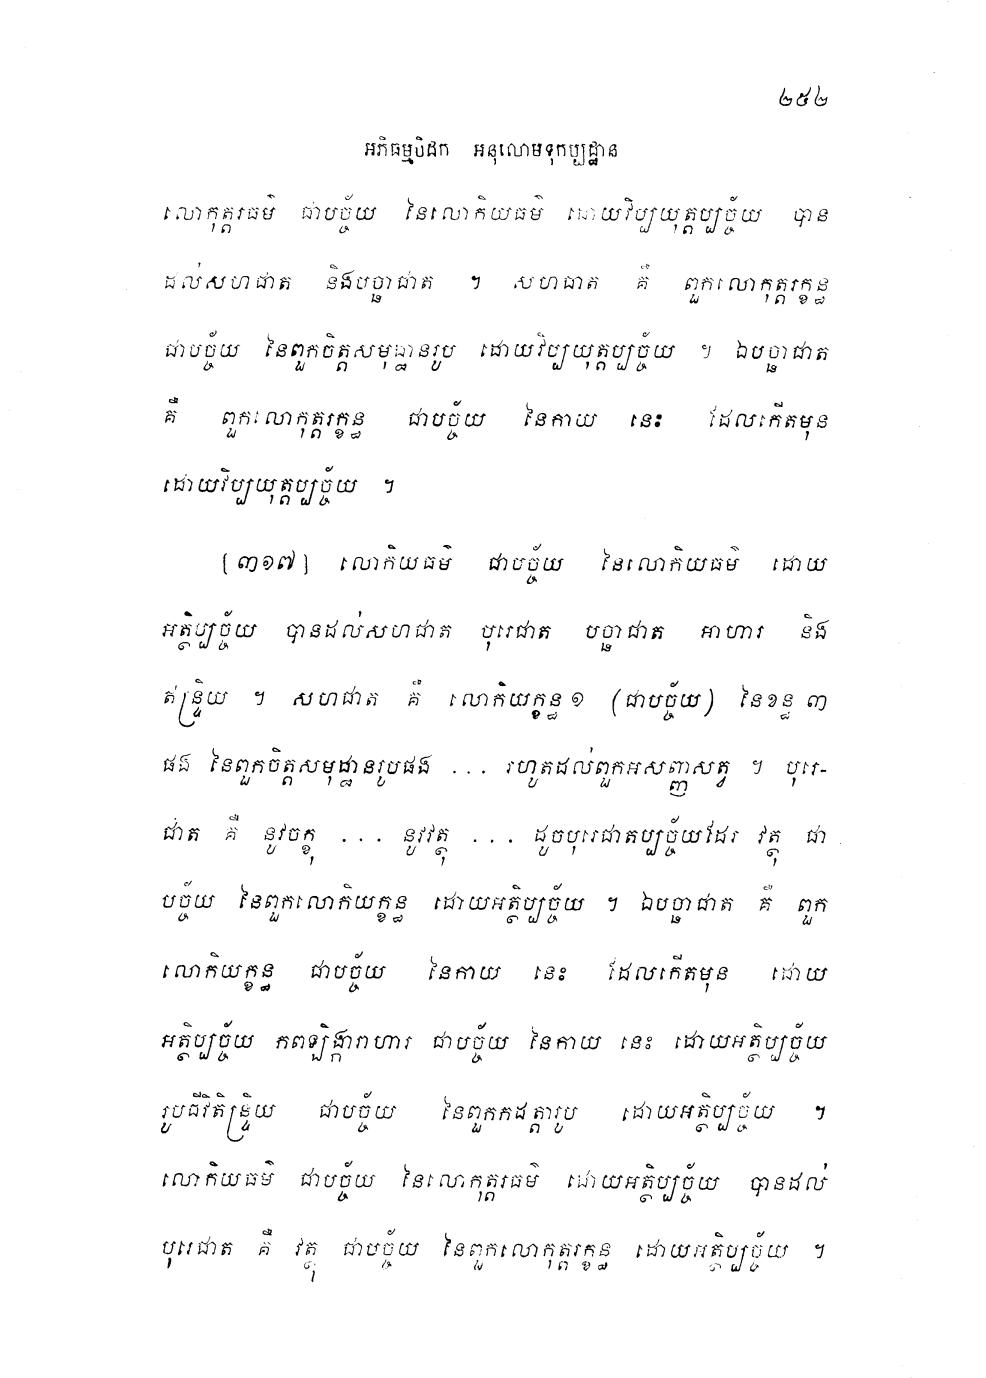 ២៥២
អភិធម្មបិដក អនុលោមទុកប្បដ្ឋាន
លោកុត្តរធម៌ ជាបច្ច័យ នៃលោកិយធម៌ ដោយវិប្បយុត្តប្បច្ច័យ បាន
ដល់សហជាត និងបច្ឆាជាត ។ សហជាត គឺ ពួកលោកុត្តរក្ខន្ធ
ជាបច្ច័យ នៃពួកចិត្តសមុដ្ឋានរូប ដោយវិប្បយុត្តប្បច្ច័យ ។ ឯបច្ឆាជាត
គឺ ពួកលោកុត្តរក្ខន្ធ ជាបច្ច័យ នៃកាយ នេះ ដែលកើតមុន
ដោយវិប្បយុត្តប្បច្ច័យ ។
[៣១៧] លោកិយធម៌ ជាបច្ច័យ នៃលោកិយធម៌ ដោយ
អត្ថិប្បច្ច័យ បានដល់សហជាត បុរេជាត បច្ឆាជាត អាហារ និង
ឥន្ទ្រិយ ។ សហជាត គឺ លោកិយក្ខន្ធ ១ (ជាបច្ច័យ) នៃខន្ធ ៣
ផង នៃពួកចិត្តសមុដ្ឋានរូបផង ... រហូតដល់ពួកអសញ្ញសត្វ ។ បុរេ-
ជាត គឺ នូវចក្ខុ ... នូវវត្ថុ ... ដូចបុរេជាតប្បច្ច័យដែរ វត្ថុ ជា
បច្ច័យ នៃពួកលោកិយក្ខន្ធ ដោយអត្ថិប្បច្ច័យ ។ ឯបច្ឆាជាត គឺ ពួក
លោកិយក្ខន្ធ ជាបច្ច័យ នៃកាយ នេះ ដែលកើតមុន ដោយ
អត្ថិប្បច្ច័យ កពឡិង្ការាហារ ជាបច្ច័យ នៃកាយ នេះ ដោយអត្ថិប្បច្ច័យ
រូបជីវិតិន្ទ្រិយ ជាបច្ច័យ នៃពួកកដត្តារូប ដោយអត្ថិប្បច្ច័យ ។
លោកិយធម៌ ជាបច្ច័យ នៃលោកុត្តរធម៌ ដោយអត្ថិប្បច្ច័យ បានដល់
បុរេជាត គឺ វត្ថុ ជាបច្ច័យ នៃពួកលោកុត្តរក្ខន្ធ ដោយអត្ថិប្បច្ច័យ ។